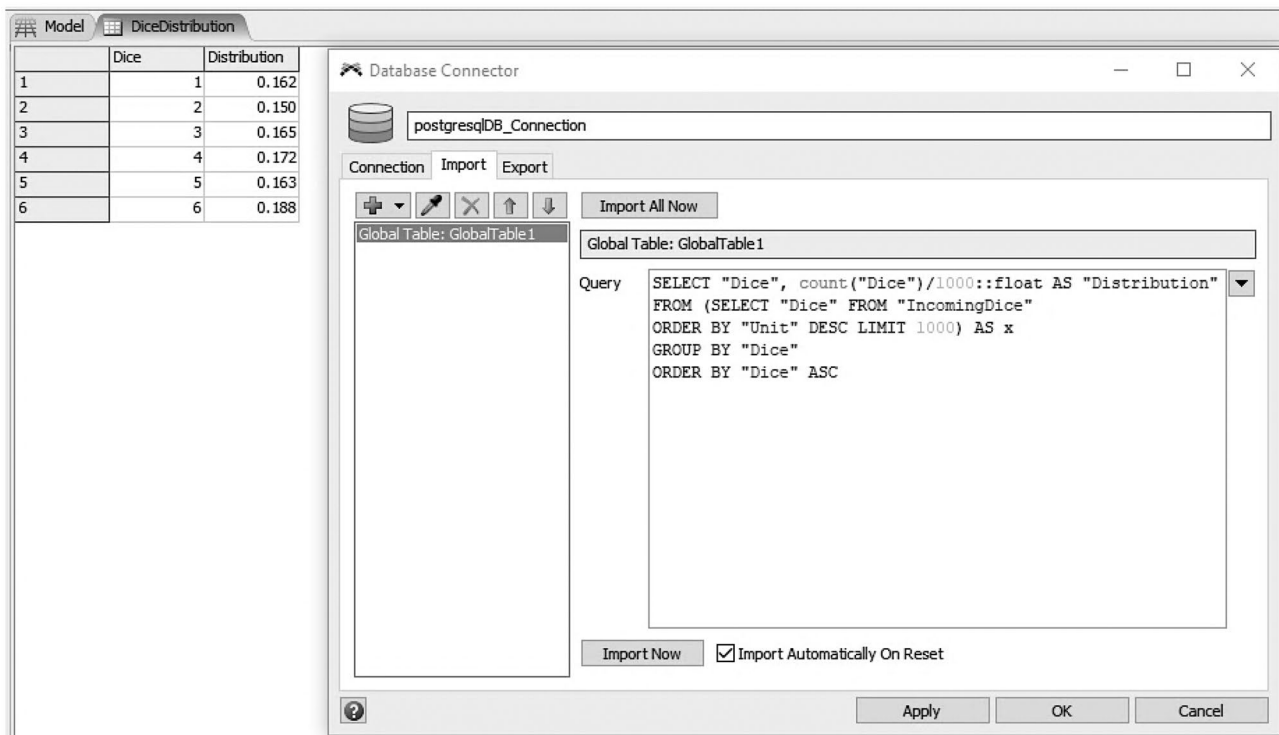 Model DiceDistribution
Dice Distribution
1 1 0.162
2 2 0.150
3 3 0.165
4 4 0.172
5 5 0.163
6 6 0.188
Database Connector
postgresqlDB_Connection
Connection Import Export
Import All Now
Global Table: GlobalTable1
Global Table: GlobalTable1
Query
SELECT "Dice", count("Dice")/1000::float AS "Distribution"
FROM (SELECT "Dice" FROM "IncomingDice"
ORDER BY "Unit" DESC LIMIT 1000) AS x
GROUP BY "Dice"
ORDER BY "Dice" ASC
Import Now Import Automatically On Reset
?
Apply OK Cancel